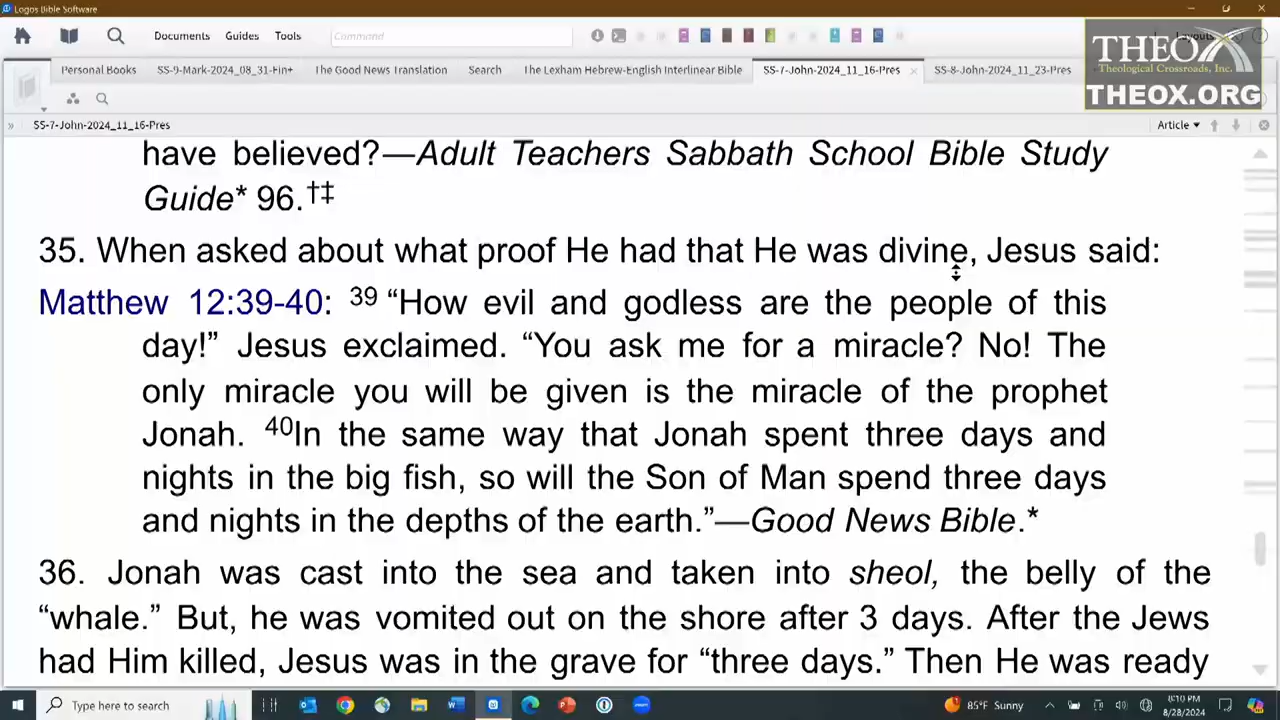 Logos Bible Software
Documents Guides Tools Command
THEOX
Theological Crossroads, Inc.
THEOX.ORG
Personal Books SS-9-Mark-2024_08_31-Fin+ The Good News The Lexham Hebrew-English Interlinear Bible SS-7-John-2024_11_16-Pres SS-8-John-2024_11_23-Pres
SS-7-John-2024_11_16-Pres Article
have believed?—Adult Teachers Sabbath School Bible Study
Guide* 96.†‡
35. When asked about what proof He had that He was divine, Jesus said:
Matthew 12:39-40: 39 “How evil and godless are the people of this
day!” Jesus exclaimed. “You ask me for a miracle? No! The
only miracle you will be given is the miracle of the prophet
Jonah. 40In the same way that Jonah spent three days and
nights in the big fish, so will the Son of Man spend three days
and nights in the depths of the earth.”—Good News Bible.*
36. Jonah was cast into the sea and taken into sheol, the belly of the
“whale.” But, he was vomited out on the shore after 3 days. After the Jews
had Him killed, Jesus was in the grave for “three days.” Then He was ready
Type here to search 85°F Sunny 8:10 PM
8/28/2024